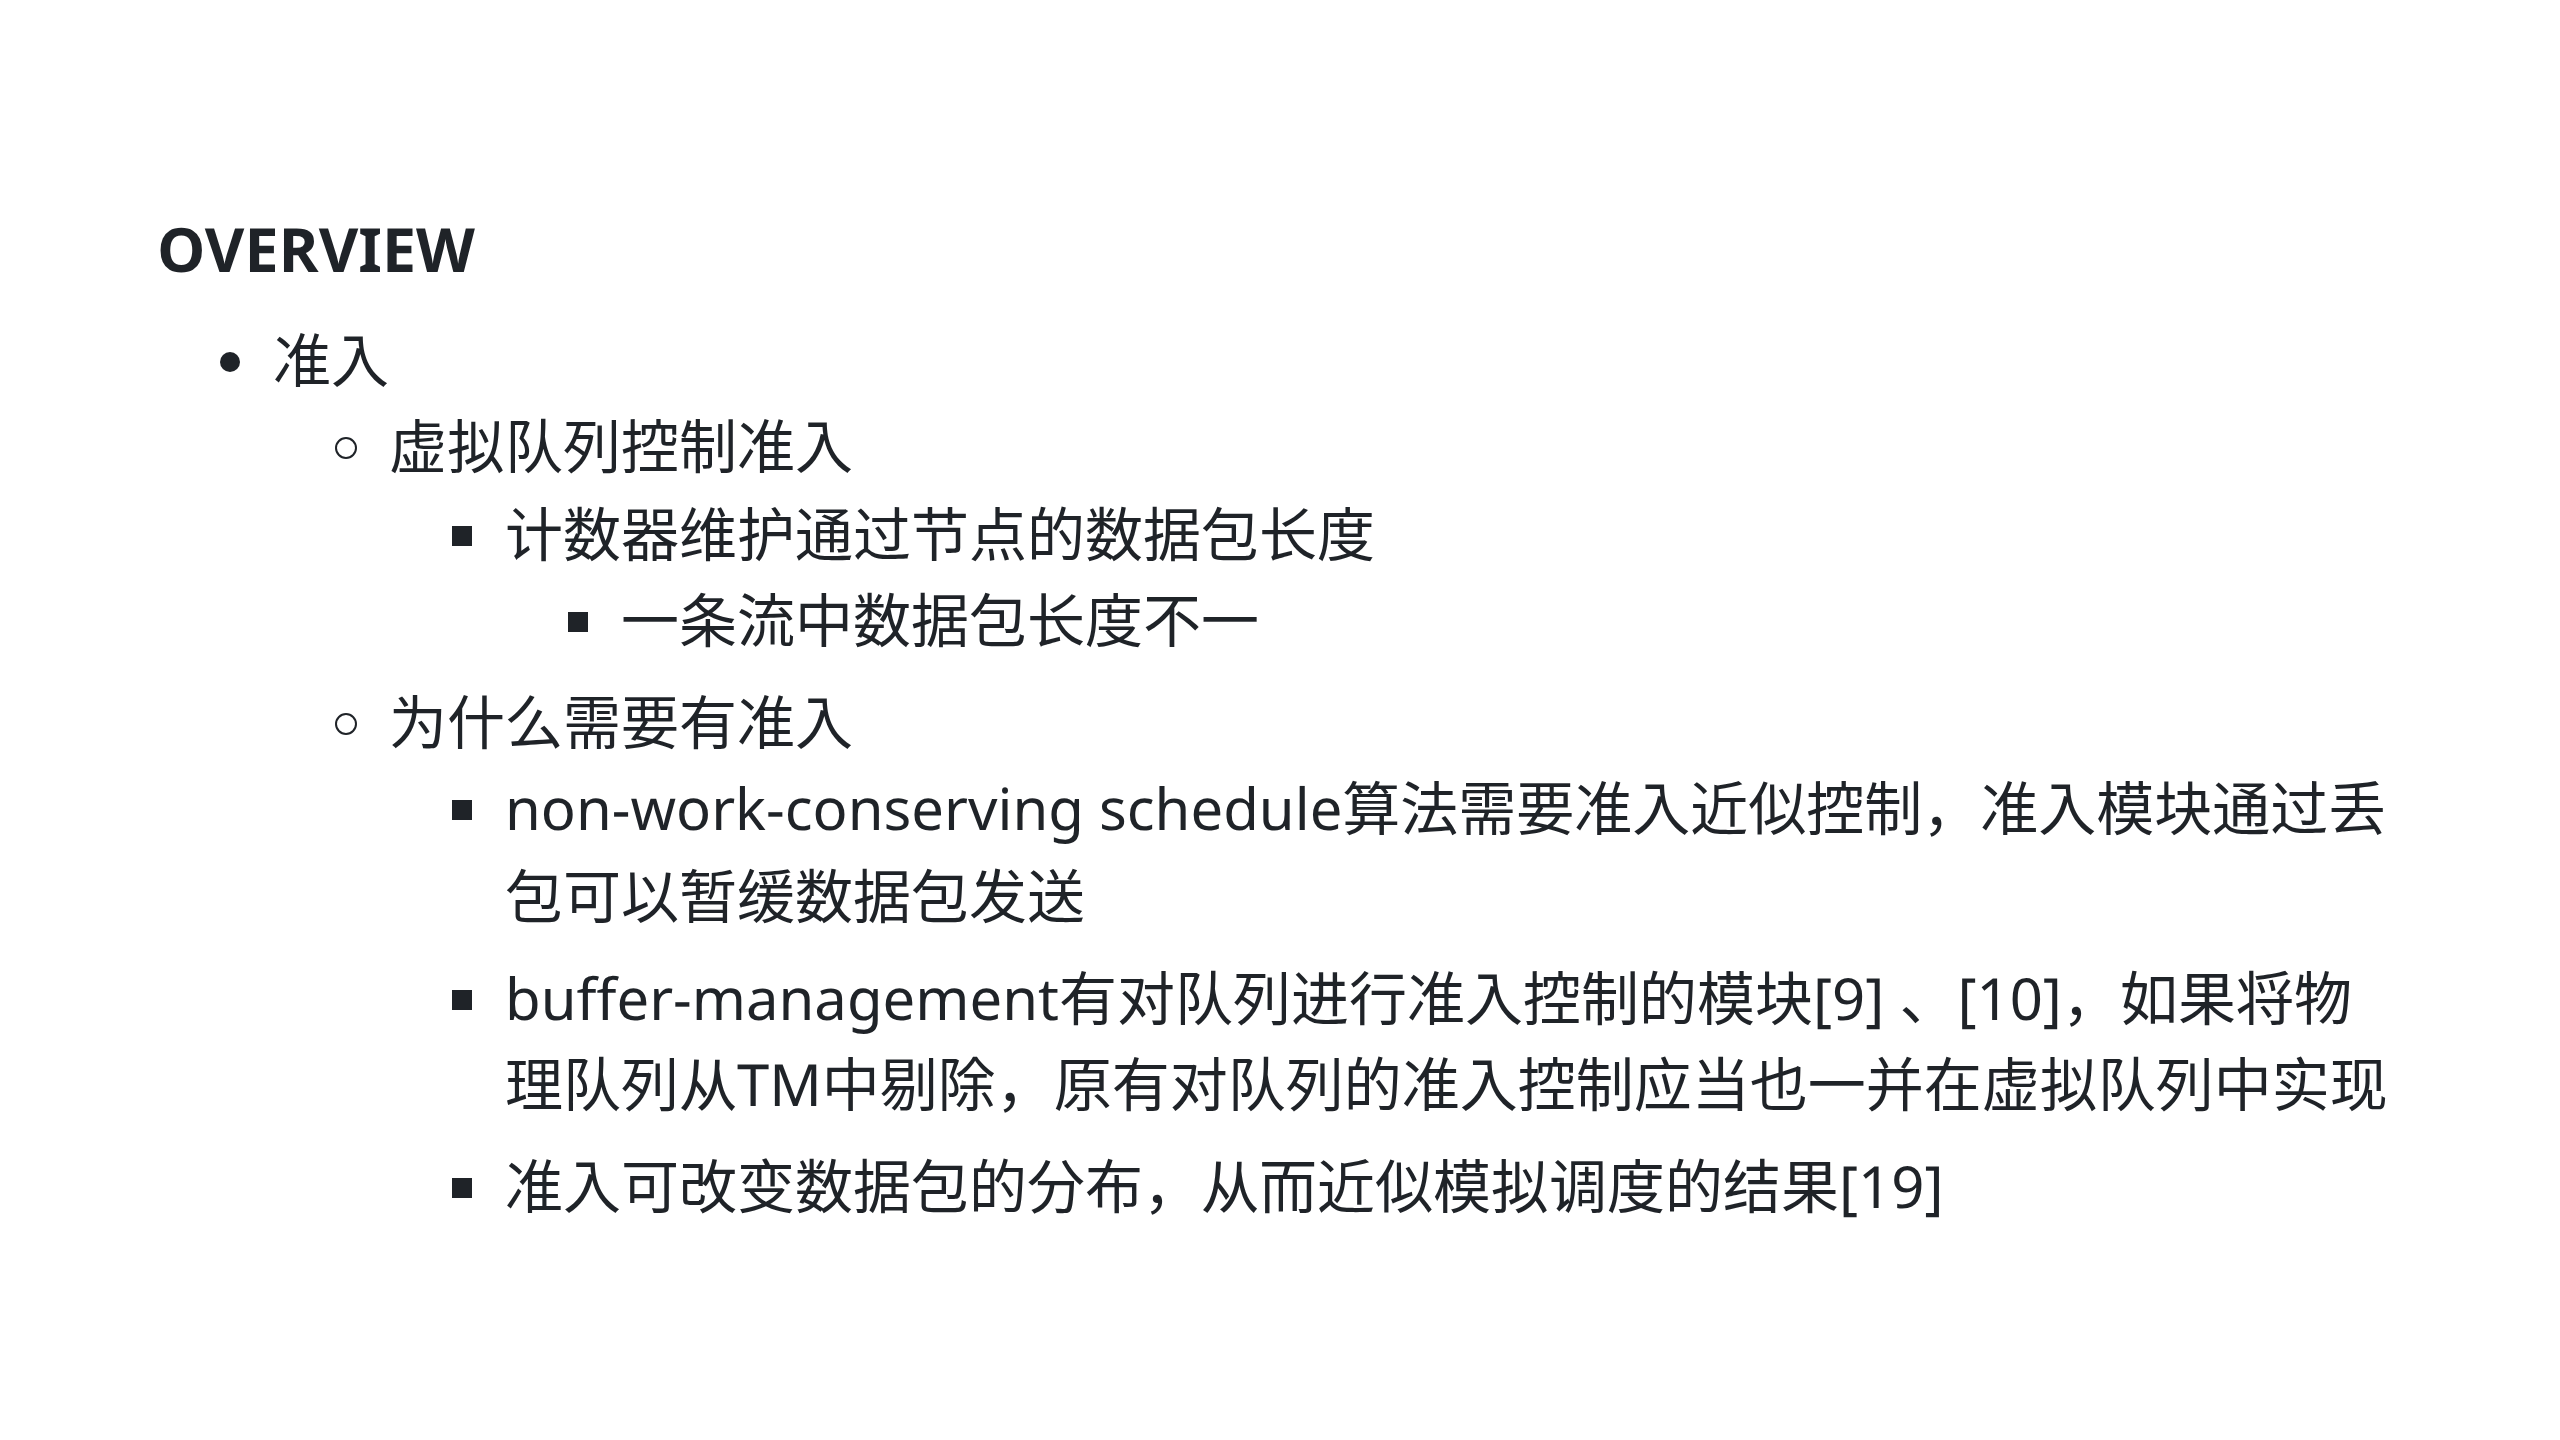 OVERVIEW
准入
虚拟队列控制准入
计数器维护通过节点的数据包长度
一条流中数据包长度不一
为什么需要有准入
non-work-conserving schedule算法需要准入近似控制，准入模块通过丢
包可以暂缓数据包发送
buffer-management有对队列进行准入控制的模块[9] 、[10]，如果将物
理队列从TM中剔除，原有对队列的准入控制应当也一并在虚拟队列中实现
准入可改变数据包的分布，从而近似模拟调度的结果[19]